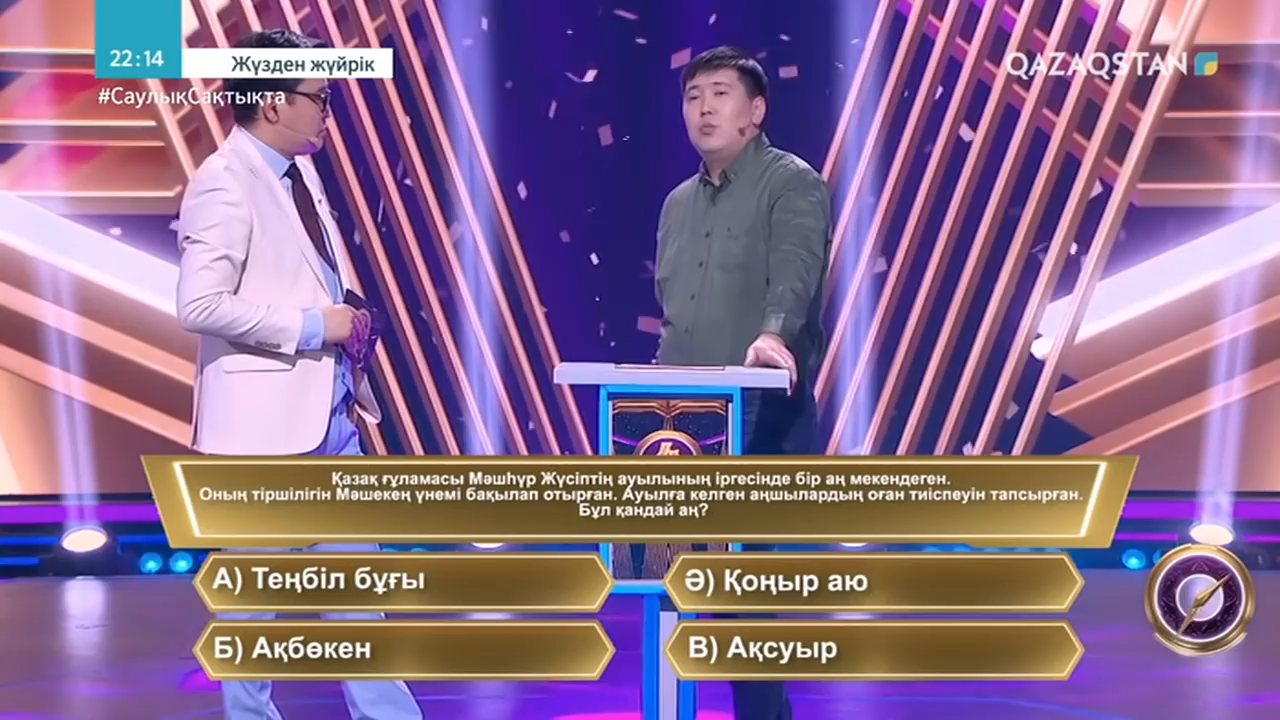 22:14
Жүзден жүйрік
QAZAQSTAN
#СаулықСақтықта
Қазақ ғұламасы Мәшһүр Жүсіптің ауылының іргесінде бір аң мекендеген.
Оның тіршілігін Мәшекең үнемі бақылап отырған. Ауылға келген аңшылардың оған тиіспеуін тапсырған.
Бұл қандай аң?
А) Теңбіл бұғы
Ә) Қоңыр аю
Б) Ақбөкен
В) Ақсуыр